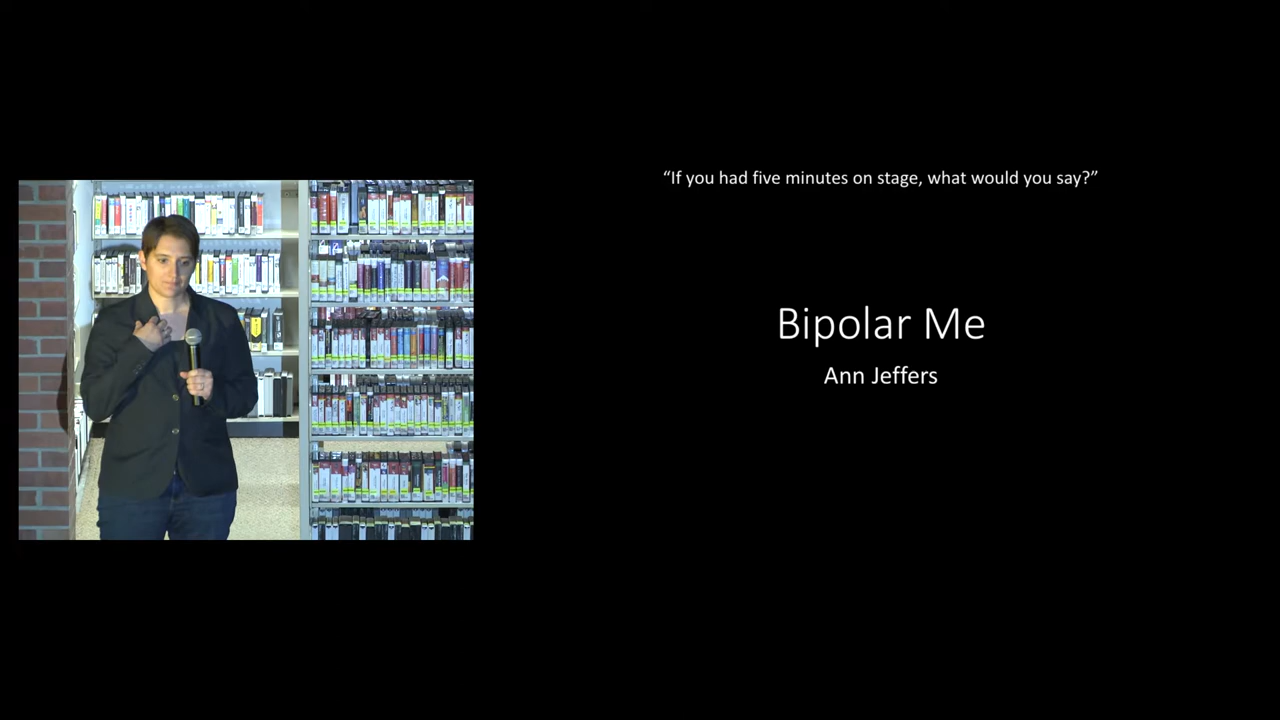 “If you had five minutes on stage, what would you say?”
Bipolar Me
Ann Jeffers